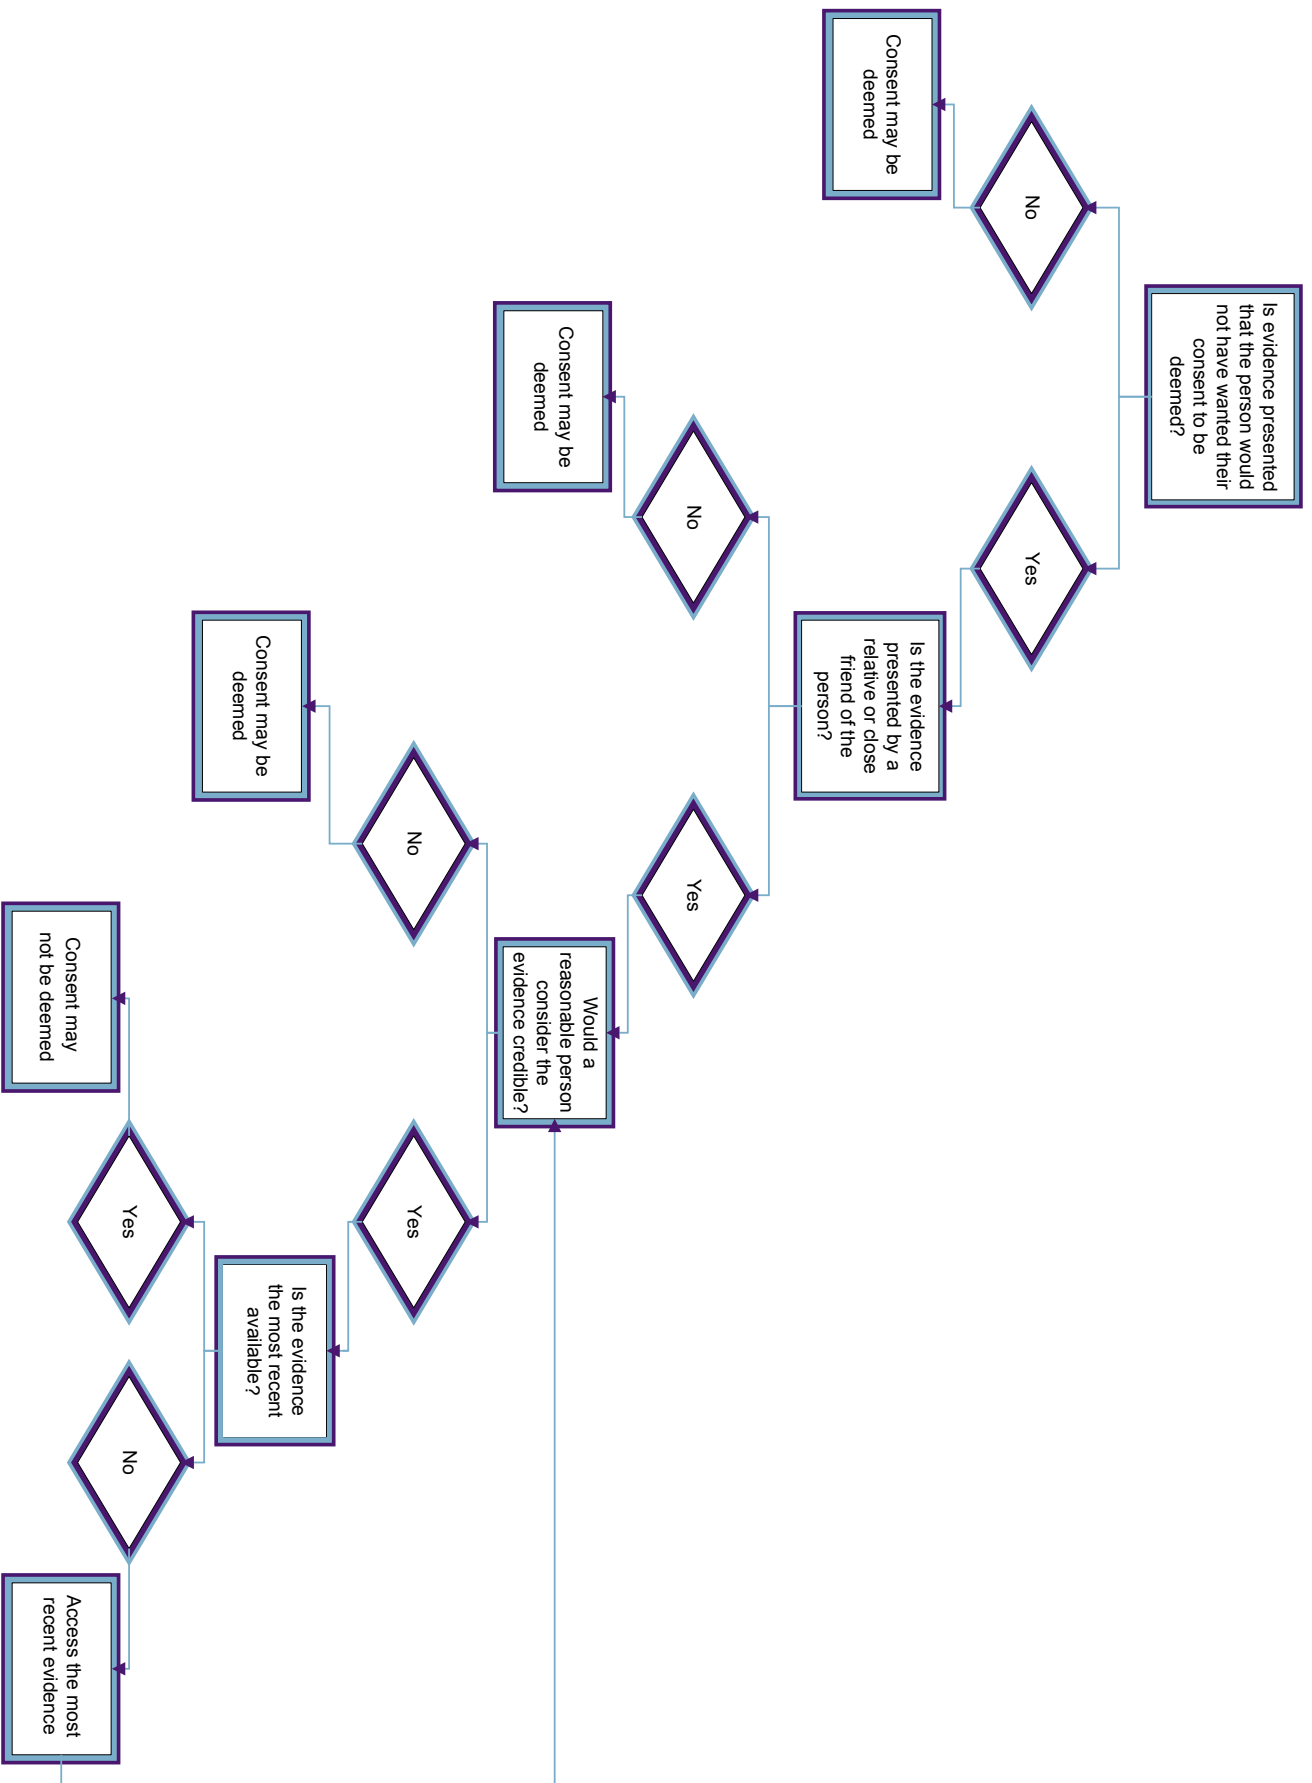 Is evidence presented
that the person would
not have wanted their
consent to be
deemed?
No
Yes
Consent may be
deemed
Is the evidence
presented by a
relative or close
friend of the
person?
No
Yes
Consent may be
deemed
Would a
reasonable person
consider the
evidence credible?
No
Yes
Consent may be
deemed
Is the evidence
the most recent
available?
Yes
No
Consent may
not be deemed
Access the most
recent evidence